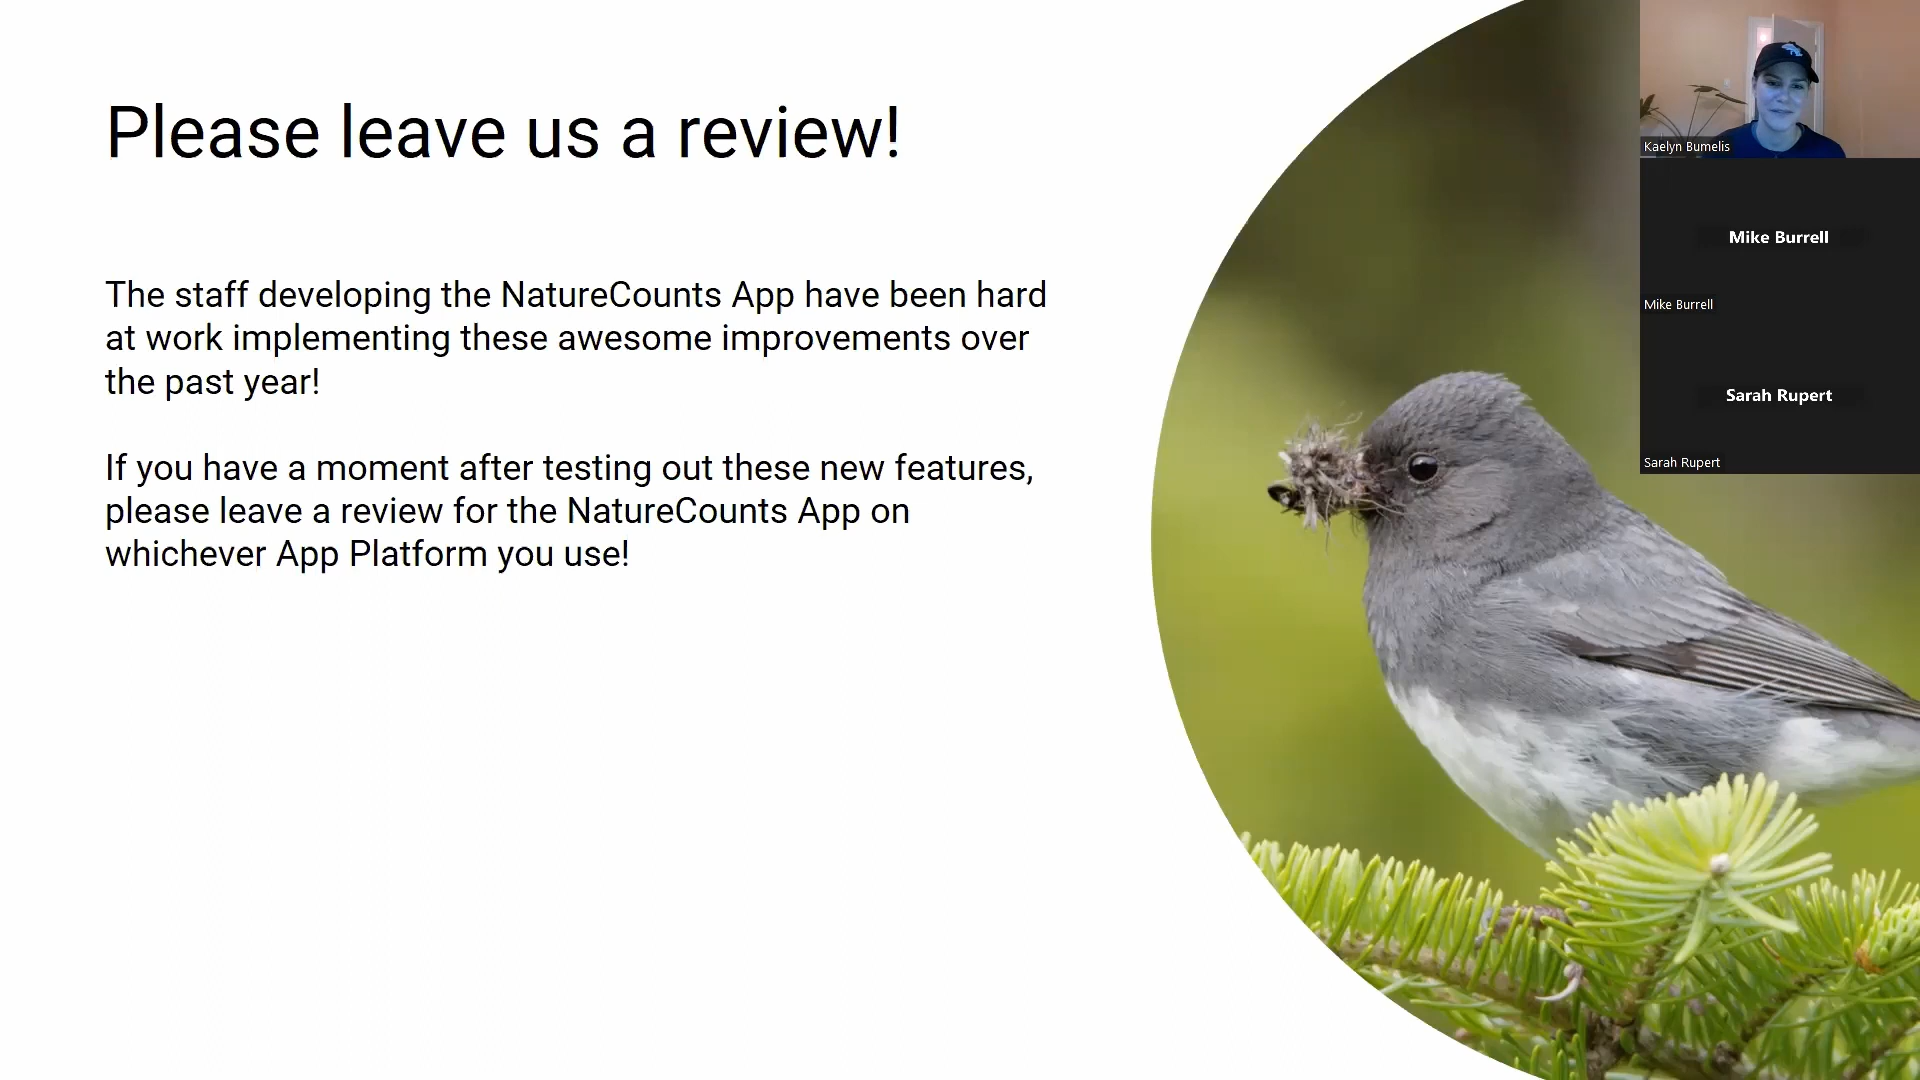 Please leave us a review!
The staff developing the NatureCounts App have been hard
at work implementing these awesome improvements over
the past year!
If you have a moment after testing out these new features,
please leave a review for the NatureCounts App on
whichever App Platform you use!
Kaelyn Bumelis
Mike Burrell
Mike Burrell
Sarah Rupert
Sarah Rupert